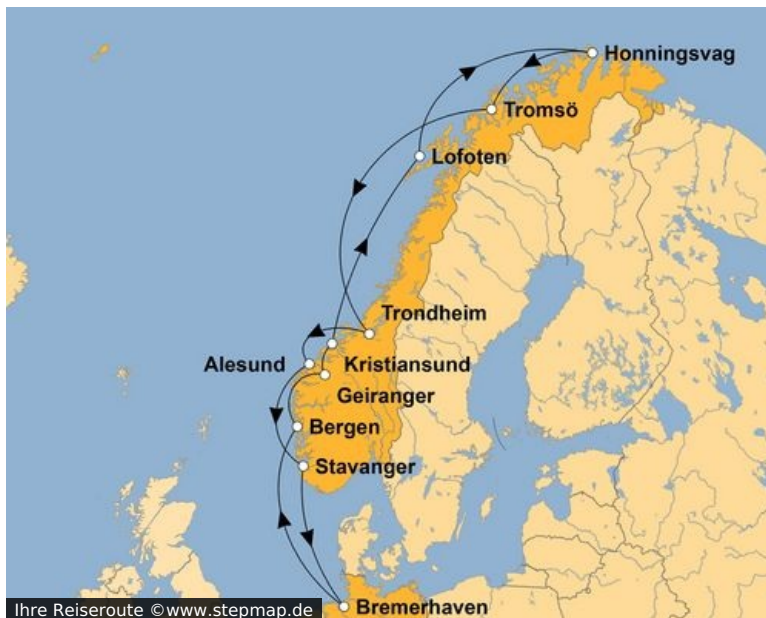 Honningsvag
Tromsö
Lofoten
Trondheim
Alesund
Kristiansund
Geiranger
Bergen
Stavanger
Bremerhaven
Ihre Reiseroute ©www.stepmap.de